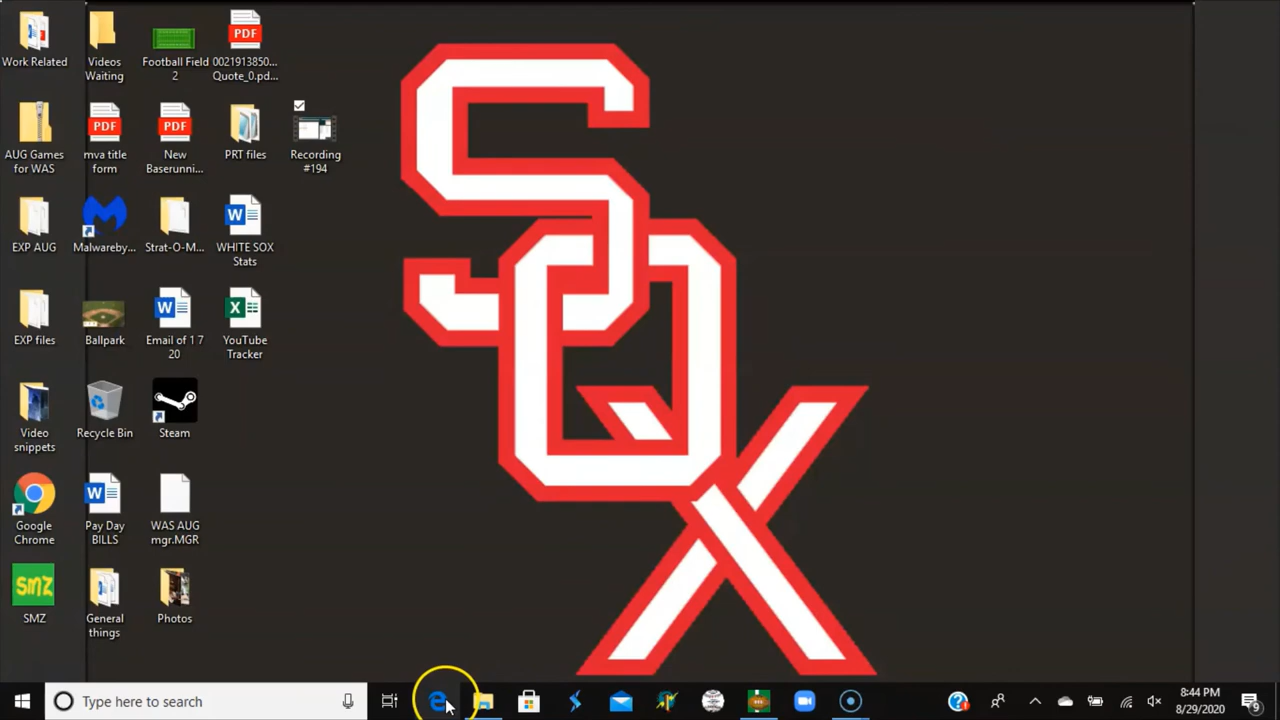 Work Related
Videos
Waiting
Football Field
2
PDF
0021913850...
Quote_0.pd...
AUG Games
for WAS
PDF
mva title
form
PDF
New
Baserunni...
PRT files
Recording
#194
EXP AUG
Malwareby...
Strat-O-M...
W
WHITE SOX
Stats
EXP files
Ballpark
W
Email of 1 7
20
X
YouTube
Tracker
Video
snippets
Recycle Bin
Steam
Google
Chrome
W
Pay Day
BILLS
WAS AUG
mgr.MGR
SMZ
SMZ
General
things
Photos
SOX
Type here to search
8:44 PM
8/29/2020
9